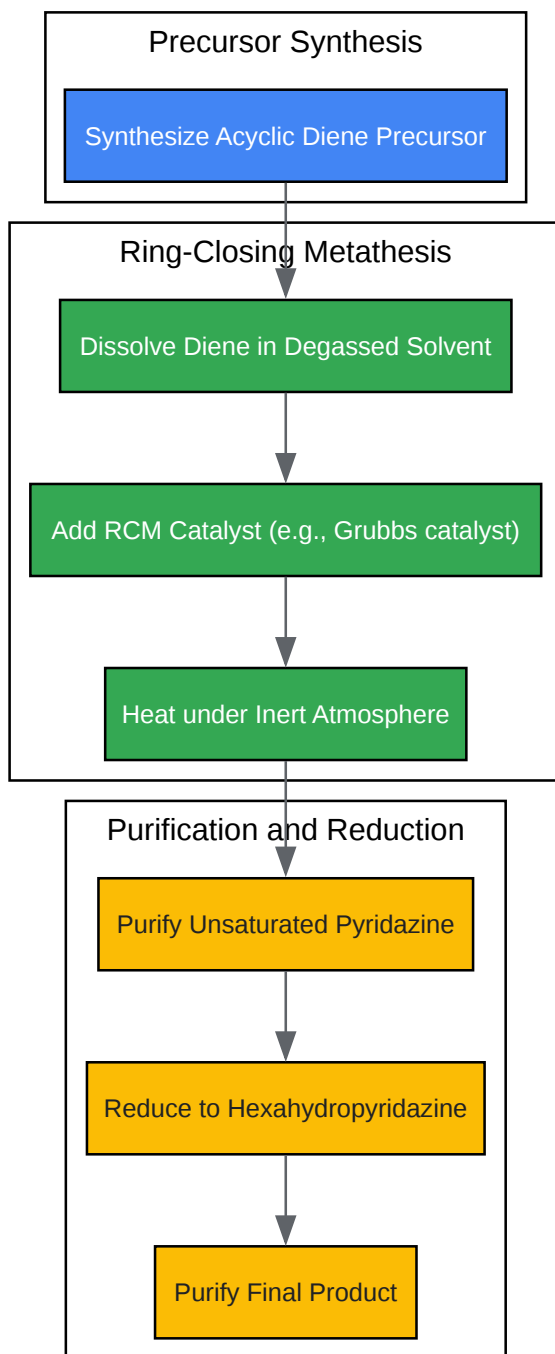 Precursor Synthesis
Synthesize Acyclic Diene Precursor
Ring-Closing Metathesis
Dissolve Diene in Degassed Solvent
Add RCM Catalyst (e.g., Grubbs catalyst)
Heat under Inert Atmosphere
Purification and Reduction
Purify Unsaturated Pyridazine
Reduce to Hexahydropyridazine
Purify Final Product